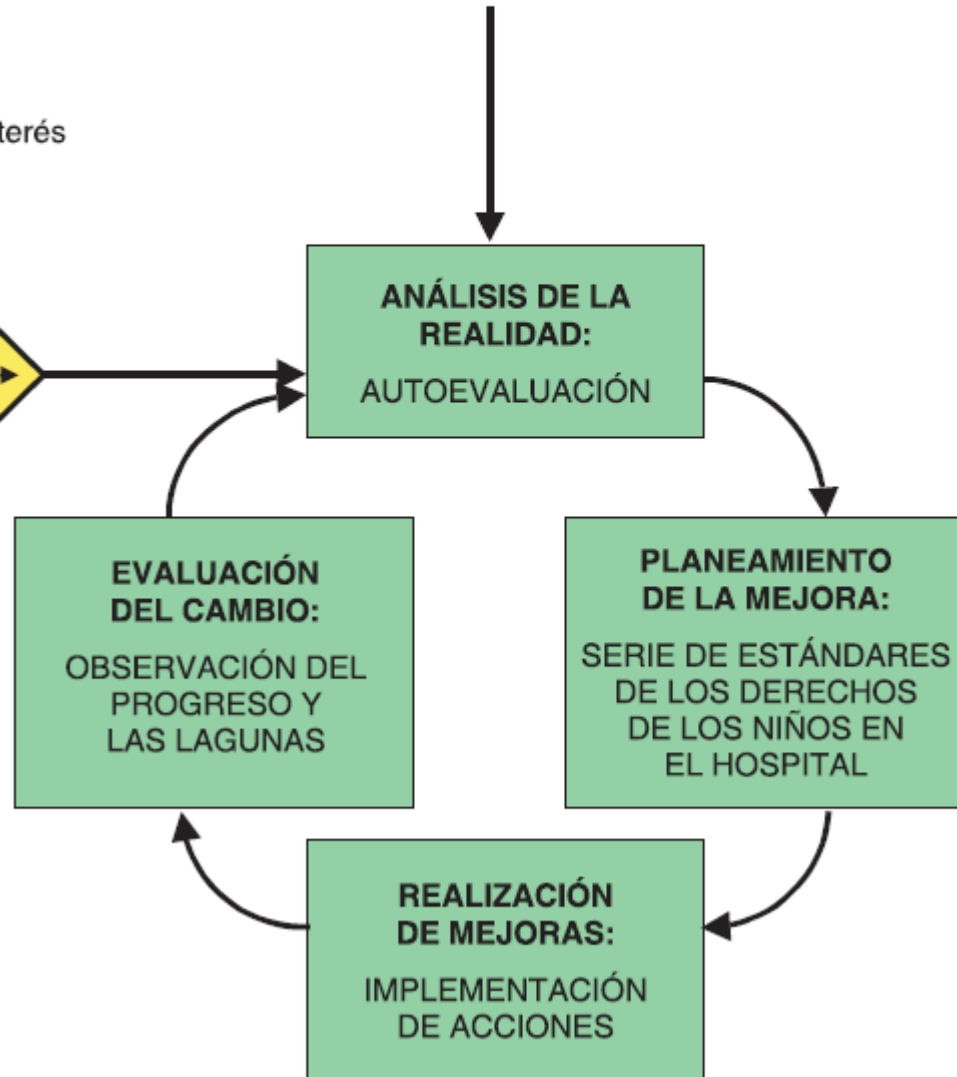 terés
ANÁLISIS DE LA
REALIDAD:
AUTOEVALUACIÓN
EVALUACIÓN
DEL CAMBIO:
OBSERVACIÓN DEL
PROGRESO Y
LAS LAGUNAS
PLANEAMIENTO
DE LA MEJORA:
SERIE DE ESTÁNDARES
DE LOS DERECHOS
DE LOS NIÑOS EN
EL HOSPITAL
REALIZACIÓN
DE MEJORAS:
IMPLEMENTACIÓN
DE ACCIONES